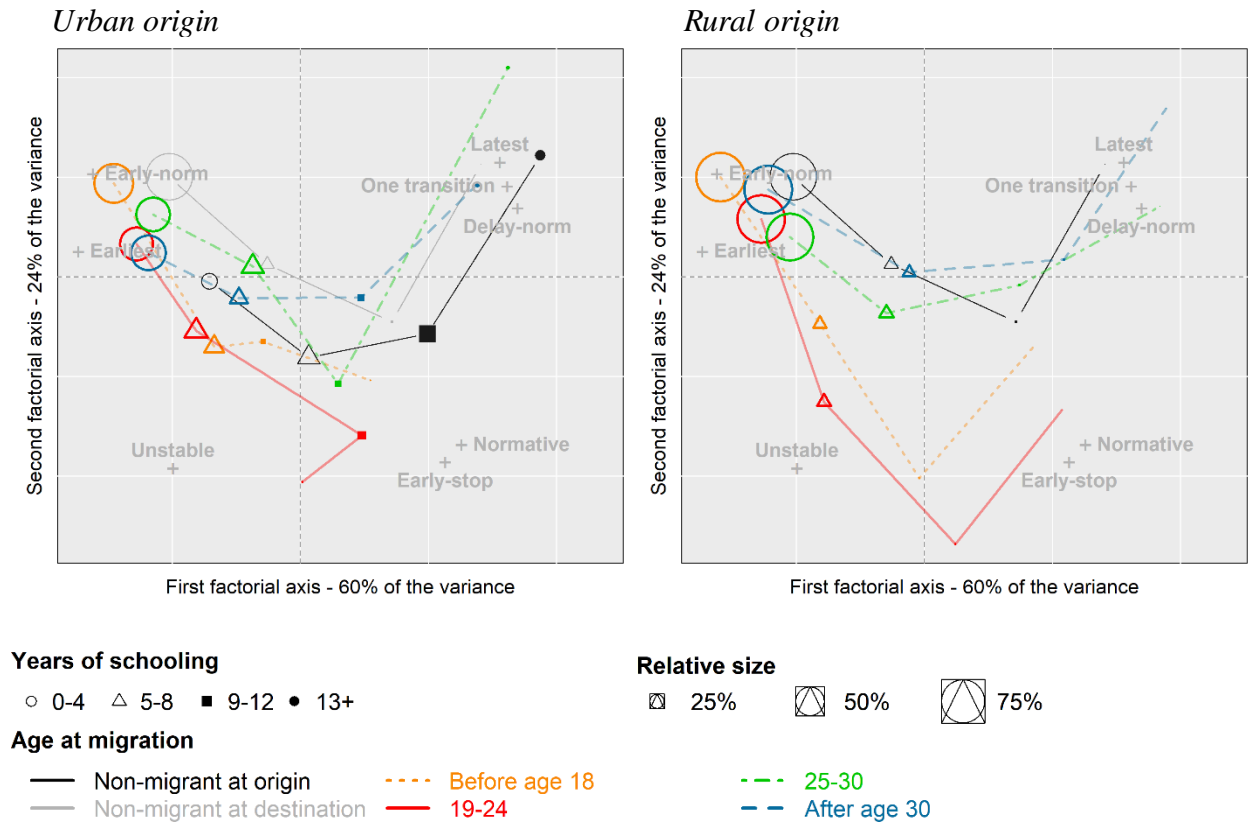 Urban origin
Rural origin
Second factorial axis - 24% of the variance
Latest
+ Early-norm
One transition +
Delay-norm
+ Earliest
Unstable
+ Normative
Early-stop
First factorial axis - 60% of the variance
Second factorial axis - 24% of the variance
Latest
+ Early-norm
One transition +
Delay-norm
+ Earliest
Unstable
+ Normative
Early-stop
First factorial axis - 60% of the variance
Years of schooling
0-4 5-8 9-12 13+
Relative size
25% 50% 75%
Age at migration
Non-migrant at origin Before age 18 25-30
Non-migrant at destination 19-24 After age 30